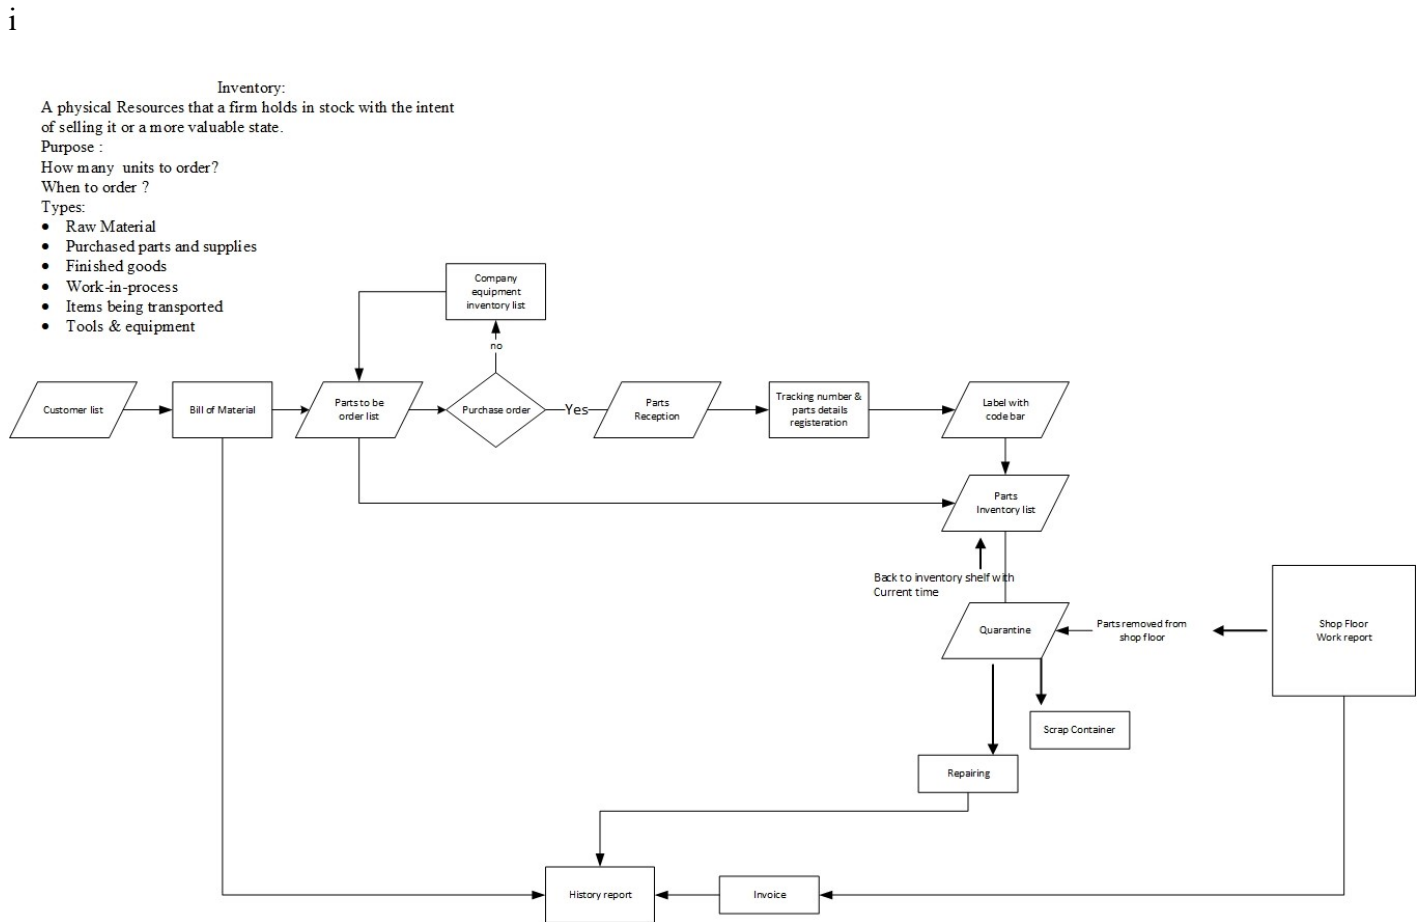 i
Inventory:
A physical Resources that a firm holds in stock with the intent
of selling it or a more valuable state.
Purpose :
How many units to order?
When to order ?
Types:
• Raw Material
• Purchased parts and supplies
• Finished goods
• Work-in-process
• Items being transported
• Tools & equipment
Company
equipment
inventory list
no
Customer list
Bill of Material
Parts to be
order list
Purchase order
Yes
Parts
Reception
Tracking number &
parts details
registeration
Label with
code bar
Parts
Inventory list
Back to inventory shelf with
Current time
Quarantine
Parts removed from
shop floor
Shop Floor
Work report
Scrap Container
Repairing
History report
Invoice